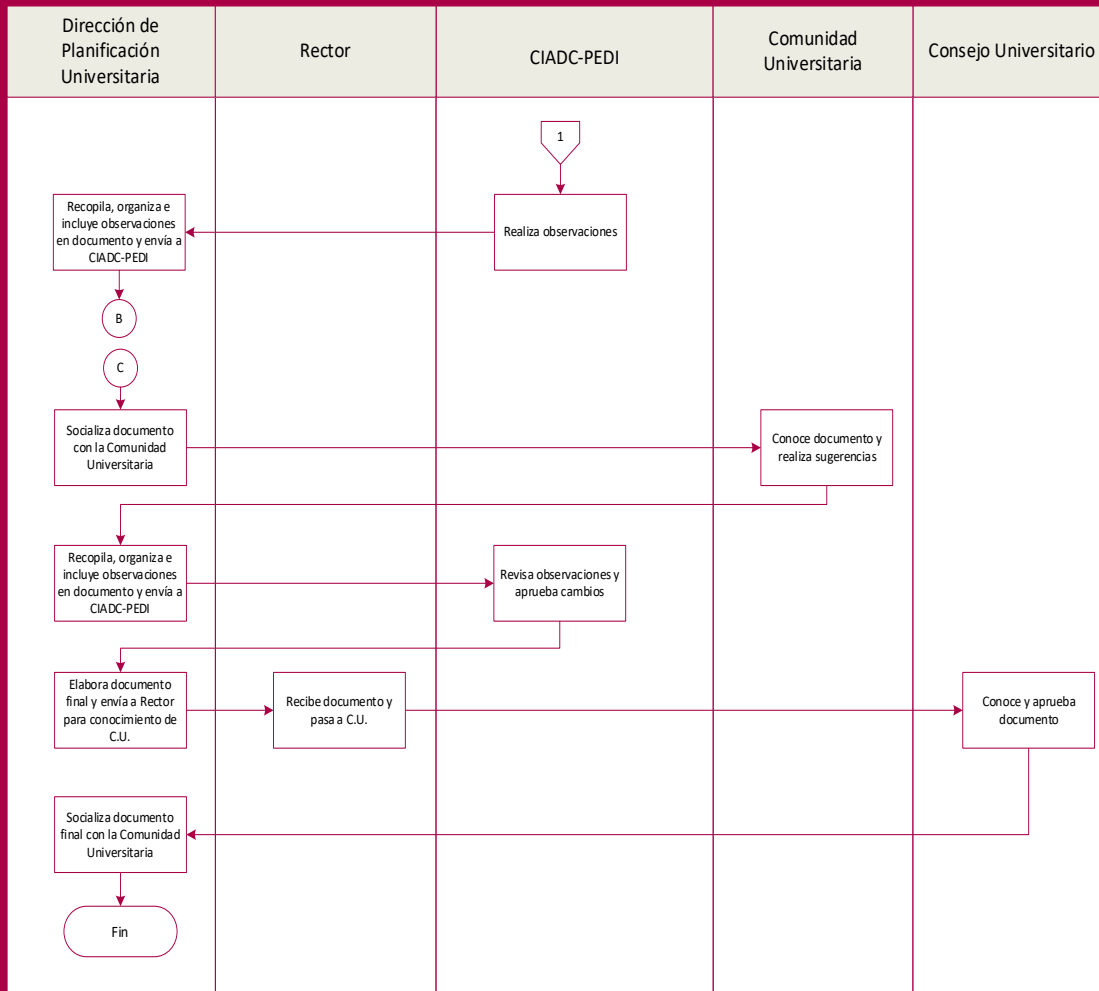 Dirección de
Planificación
Universitaria
Rector
CIADC-PEDI
Comunidad
Universitaria
Consejo Universitario
1
Recopila, organiza e
incluye observaciones
en documento y envía a
CIADC-PEDI
Realiza observaciones
B
C
Socializa documento
con la Comunidad
Universitaria
Conoce documento y
realiza sugerencias
Recopila, organiza e
incluye observaciones
en documento y envía a
CIADC-PEDI
Revisa observaciones y
aprueba cambios
Elabora documento
final y envía a Rector
para conocimiento de
C.U.
Recibe documento y
pasa a C.U.
Conoce y aprueba
documento
Socializa documento
final con la Comunidad
Universitaria
Fin